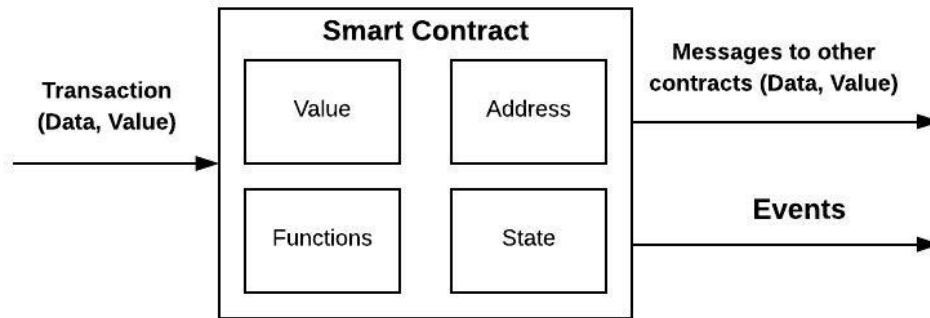 Smart Contract
Transaction
(Data, Value)
Value
Address
Functions
State
Messages to other
contracts (Data, Value)
Events